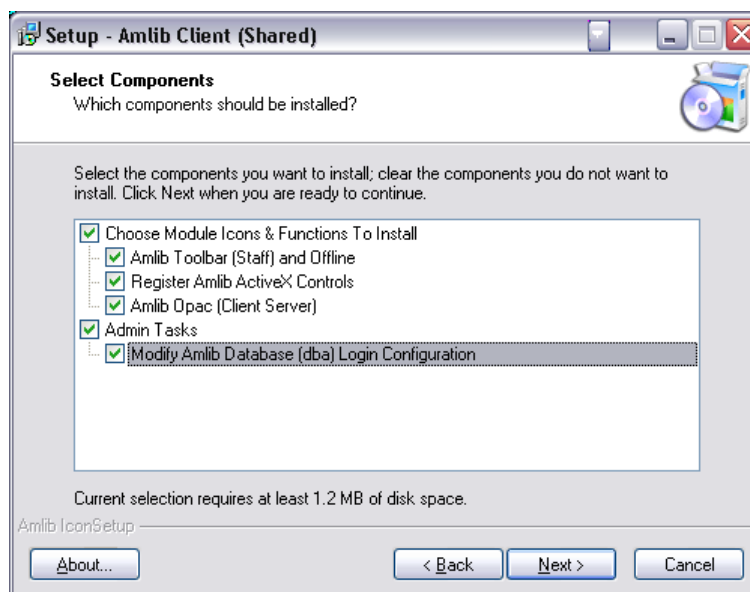 Setup - Amlib Client (Shared)
Select Components
Which components should be installed?
Select the components you want to install; clear the components you do not want to
install. Click Next when you are ready to continue.
Choose Module Icons & Functions To Install
Amlib Toolbar (Staff) and Offline
Register Amlib ActiveX Controls
Amlib Opac (Client Server)
Admin Tasks
Modify Amlib Database (dba) Login Configuration
Current selection requires at least 1.2 MB of disk space.
Amlib IconSetup
About... < Back Next > Cancel